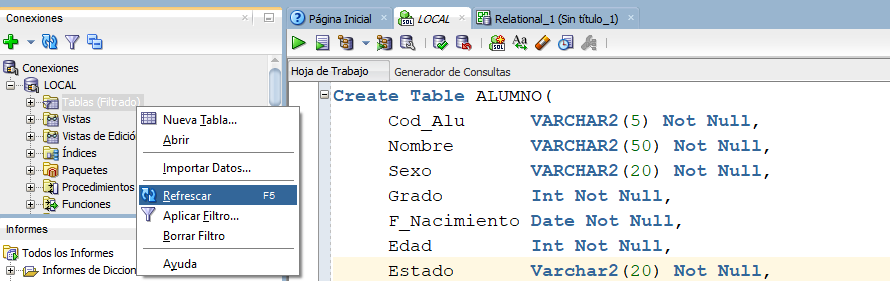 Conexiones
Conexiones
LOCAL
Tablas (Filtrado)
Vistas
Vistas de Edició
Índices
Paquetes
Procedimientos
Funciones
Informes
Todos los Informes
Informes de Diccion
Nueva Tabla...
Abrir
Importar Datos...
Refrescar F5
Aplicar Filtro...
Borrar Filtro
Ayuda
Página Inicial LOCAL Relational_1 (Sin título_1)
Hoja de Trabajo Generador de Consultas
Create Table ALUMNO(
Cod_Alu VARCHAR2(5) Not Null,
Nombre VARCHAR2(50) Not Null,
Sexo VARCHAR2(20) Not Null,
Grado Int Not Null,
F_Nacimiento Date Not Null,
Edad Int Not Null,
Estado Varchar2(20) Not Null,